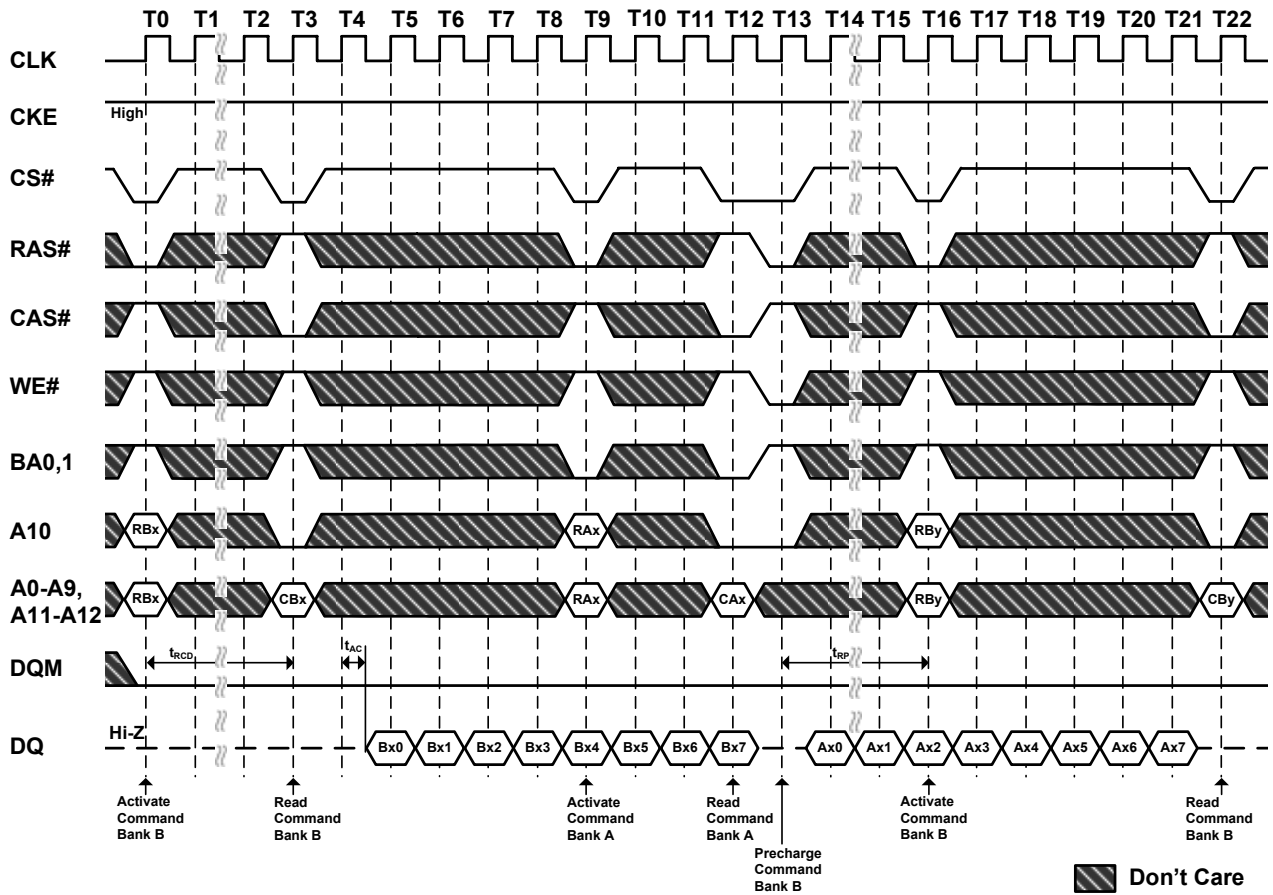 T0 T1 T2 T3 T4 T5 T6 T7 T8 T9 T10 T11 T12 T13 T14 T15 T16 T17 T18 T19 T20 T21 T22
CLK
CKE High
CS#
RAS#
CAS#
WE#
BA0,1
A10 RBx RAx RBy
A0-A9,
A11-A12 RBx CBx RAx CAx RBy CBy
DQM tRCD tAC tRP
DQ Hi-Z Bx0 Bx1 Bx2 Bx3 Bx4 Bx5 Bx6 Bx7 Ax0 Ax1 Ax2 Ax3 Ax4 Ax5 Ax6 Ax7
Activate
Command
Bank B
Read
Command
Bank B
Activate
Command
Bank A
Read
Command
Bank A
Precharge
Command
Bank B
Activate
Command
Bank B
Read
Command
Bank B
Don't Care